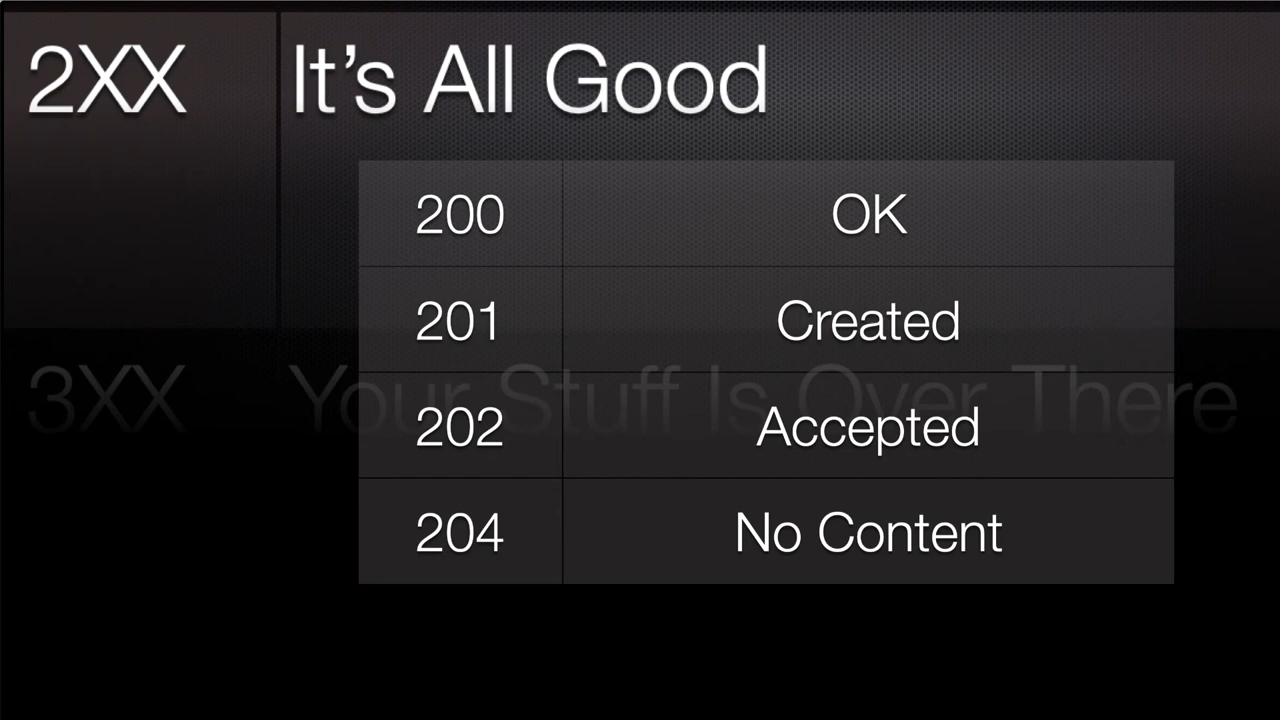 2XX It’s All Good
200 OK
201 Created
3XX Your Stuff Is Over There
202 Accepted
204 No Content